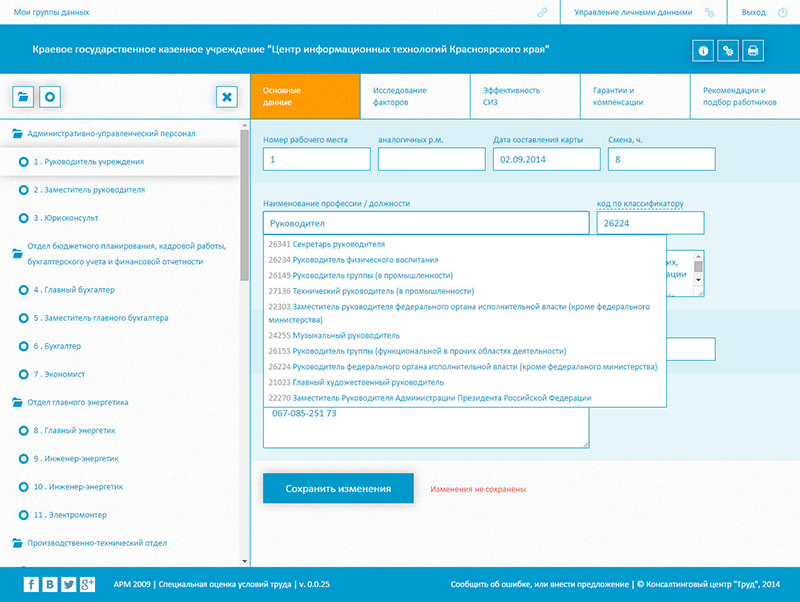 Мои группы данных
Управление личными данными
Выход
Краевое государственное казенное учреждение "Центр информационных технологий Красноярского края"
Основные
данные
Исследование
факторов
Эффективность
СИЗ
Гарантии и
компенсации
Рекомендации и
подбор работников
Административно-управленческий персонал
1 . Руководитель учреждения
2 . Заместитель руководителя
3 . Юрисконсульт
Отдел бюджетного планирования, кадровой работы,
бухгалтерского учета и финансовой отчетности
4 . Главный бухгалтер
5 . Заместитель главного бухгалтера
6 . Бухгалтер
7 . Экономист
Отдел главного энергетика
8 . Главный энергетик
9 . Инженер-энергетик
10 . Инженер-энергетик
11 . Электромонтер
Производственно-технический отдел
Номер рабочего места
аналогичных р.м.
Дата составления карты
Смена, ч.
1
02.09.2014
8
Наименование профессии / должности
код по классификатору
Руководител
26224
26341 Секретарь руководителя
26234 Руководитель физического воспитания
26149 Руководитель группы (в промышленности)
27136 Технический руководитель (в промышленности)
22303 Заместитель руководителя федерального органа исполнительной власти (кроме федерального
министерства)
24255 Музыкальный руководитель
26153 Руководитель группы (функциональной в прочих областях деятельности)
26224 Руководитель федерального органа исполнительной власти (кроме федерального министерства)
21023 Главный художественный руководитель
22270 Заместитель Руководителя Администрации Президента Российской Федерации
067-085-251 73
Сохранить изменения
Изменения не сохранены
АРМ 2009 | Специальная оценка условий труда | v. 0.0.25
Сообщить об ошибке, или внести предложение | © Консалтинговый центр "Труд", 2014